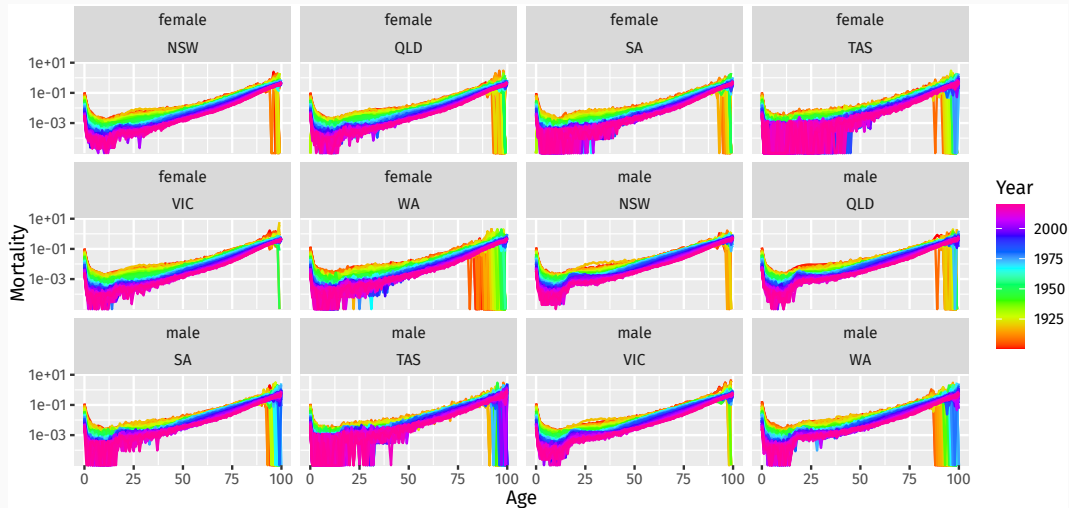 female female female female
NSW QLD SA TAS
1e+01
1e-01
1e-03
female female male male
VIC WA NSW QLD
1e+01
1e-01
1e-03
male male male male
SA TAS VIC WA
1e+01
1e-01
1e-03
0 25 50 75 100 0 25 50 75 100 0 25 50 75 100 0 25 50 75 100
Age
Mortality
Year
2000
1975
1950
1925